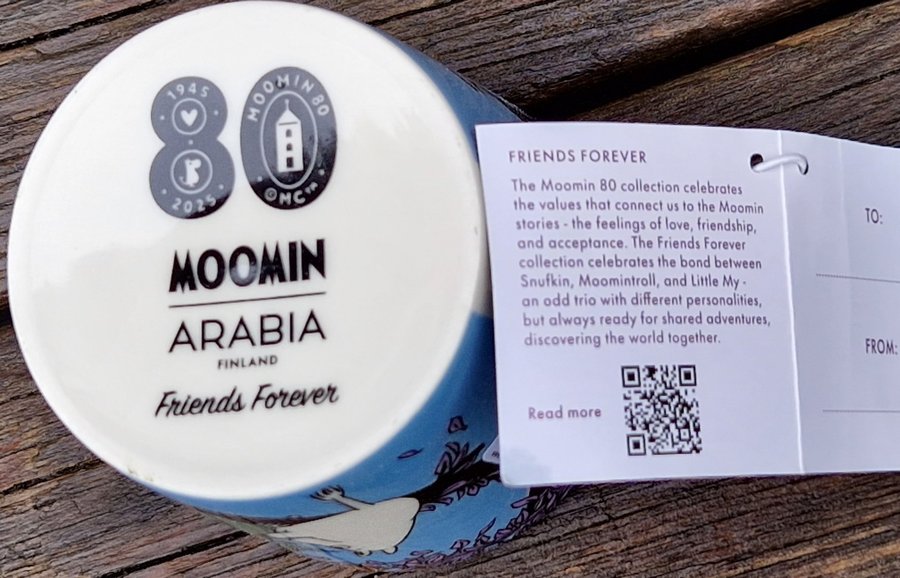 1945
2025
MOOMIN 80
©MC™
MOOMIN
ARABIA
FINLAND
Friends Forever
FRIENDS FOREVER
The Moomin 80 collection celebrates
the values that connect us to the Moomin
stories - the feelings of love, friendship,
and acceptance. The Friends Forever
collection celebrates the bond between
Snufkin, Moomintroll, and Little My -
an odd trio with different personalities,
but always ready for shared adventures,
discovering the world together.
Read more
TO:
FROM: